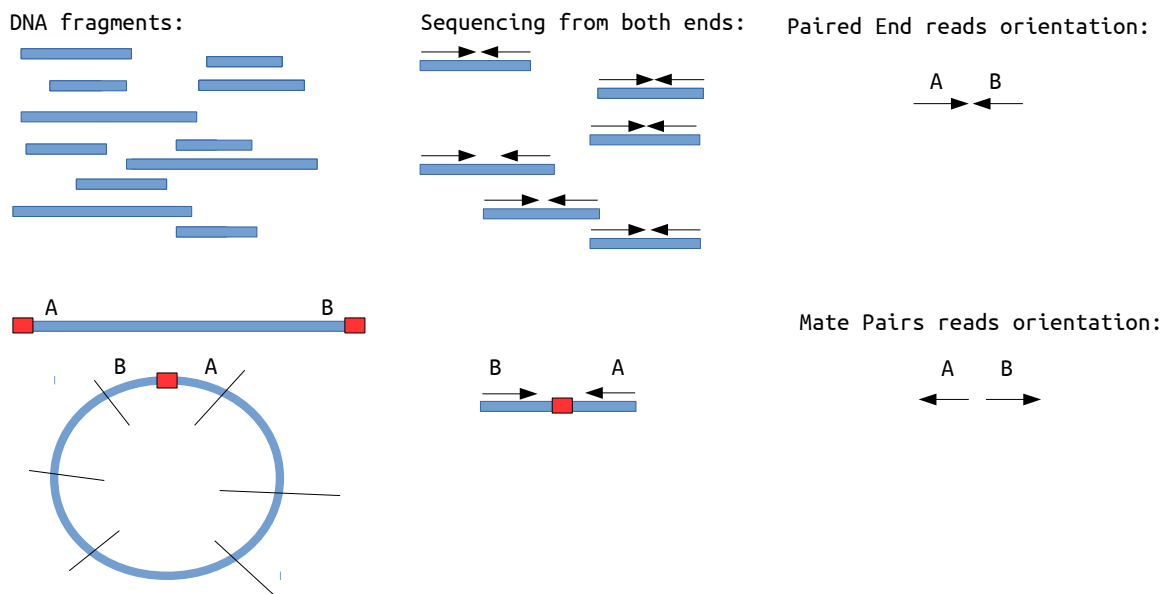 DNA fragments:
Sequencing from both ends:
Paired End reads orientation:
A B
A B
Mate Pairs reads orientation:
B A
B A
A B